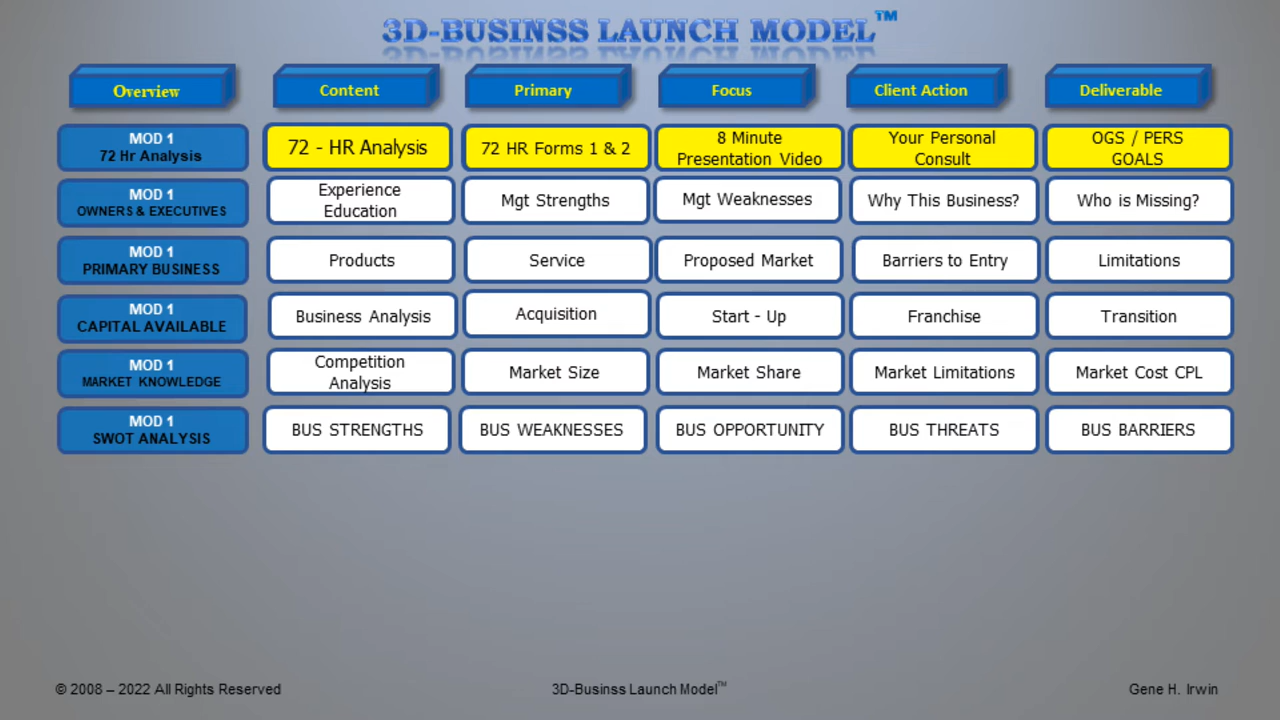 3D-BUSINSS LAUNCH MODEL™
Overview
Content
Primary
Focus
Client Action
Deliverable
MOD 1
72 Hr Analysis
72 - HR Analysis
72 HR Forms 1 & 2
8 Minute
Presentation Video
Your Personal
Consult
OGS / PERS
GOALS
MOD 1
OWNERS & EXECUTIVES
Experience
Education
Mgt Strengths
Mgt Weaknesses
Why This Business?
Who is Missing?
MOD 1
PRIMARY BUSINESS
Products
Service
Proposed Market
Barriers to Entry
Limitations
MOD 1
CAPITAL AVAILABLE
Business Analysis
Acquisition
Start - Up
Franchise
Transition
MOD 1
MARKET KNOWLEDGE
Competition
Analysis
Market Size
Market Share
Market Limitations
Market Cost CPL
MOD 1
SWOT ANALYSIS
BUS STRENGTHS
BUS WEAKNESSES
BUS OPPORTUNITY
BUS THREATS
BUS BARRIERS
© 2008 – 2022 All Rights Reserved
3D-Businss Launch Model™
Gene H. Irwin